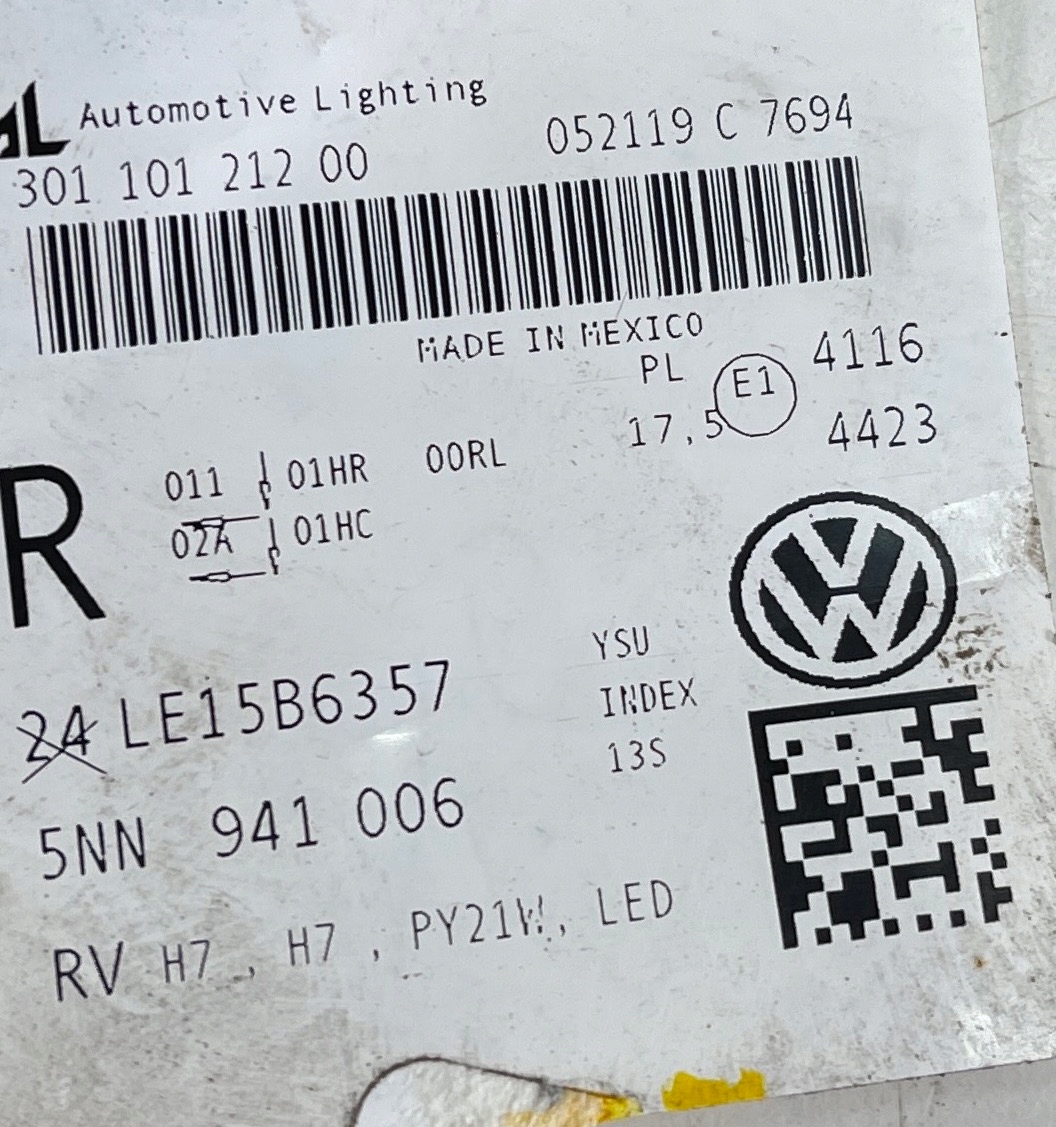 AL Automotive Lighting
301 101 212 00 052119 C 7694
MADE IN MEXICO
PL E1 4116
17,5 4423
R 011 01HR 00RL
02A 01HC
YSU
24 LE15B6357 INDEX
13S
5NN 941 006
RV H7, H7, PY21W, LED